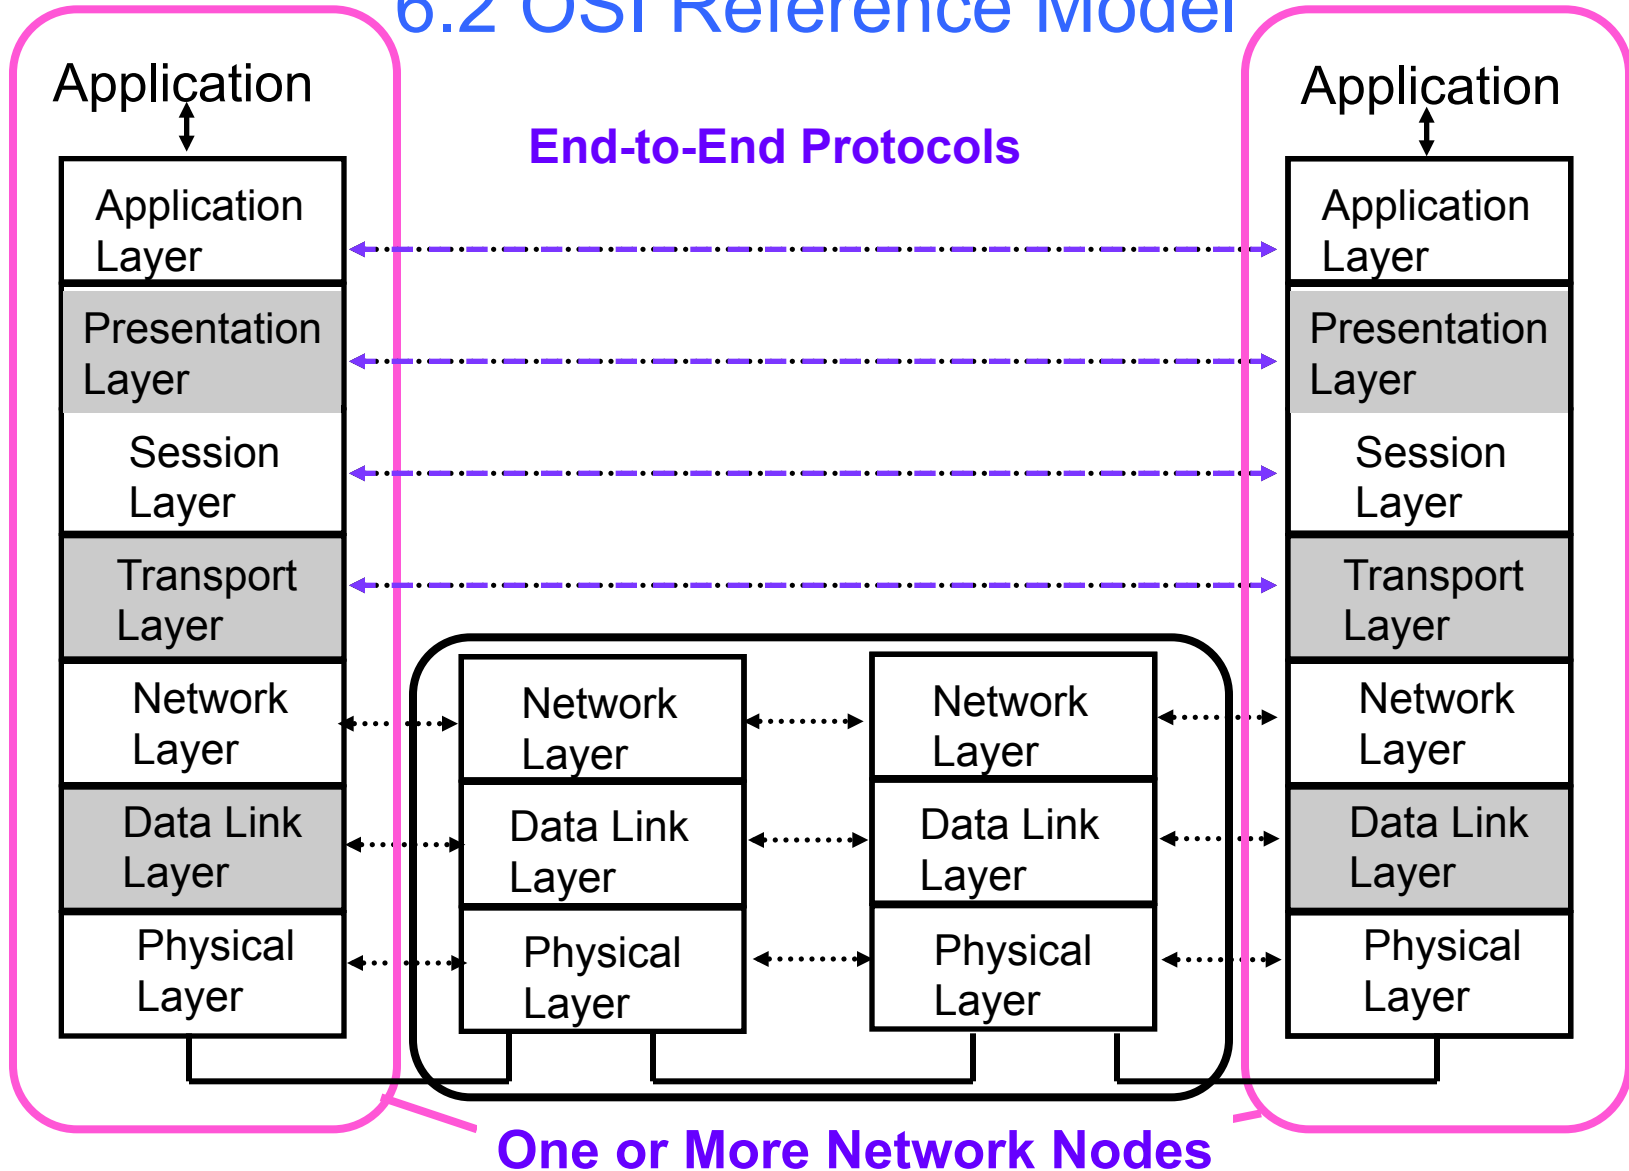 6.2 OSI Reference Model
Application
Application
Layer
Presentation
Layer
Session
Layer
Transport
Layer
Network
Layer
Data Link
Layer
Physical
Layer
End-to-End Protocols
Network
Layer
Data Link
Layer
Physical
Layer
Network
Layer
Data Link
Layer
Physical
Layer
Application
Application
Layer
Presentation
Layer
Session
Layer
Transport
Layer
Network
Layer
Data Link
Layer
Physical
Layer
One or More Network Nodes